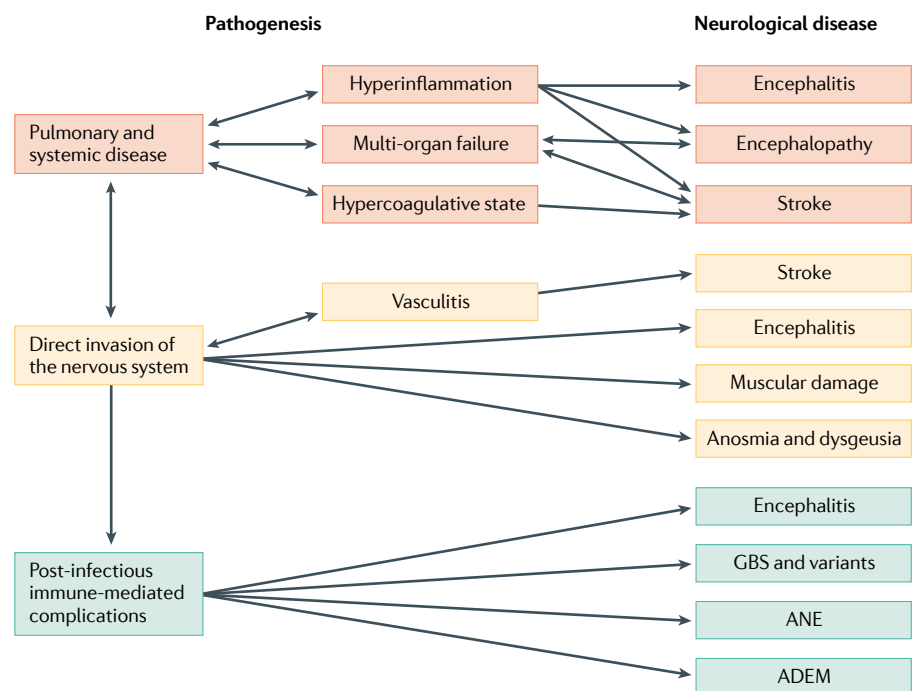 Pathogenesis
Neurological disease
Pulmonary and
systemic disease
Hyperinflammation
Multi-organ failure
Hypercoagulative state
Encephalitis
Encephalopathy
Stroke
Direct invasion of
the nervous system
Vasculitis
Stroke
Encephalitis
Muscular damage
Anosmia and dysgeusia
Post-infectious
immune-mediated
complications
Encephalitis
GBS and variants
ANE
ADEM